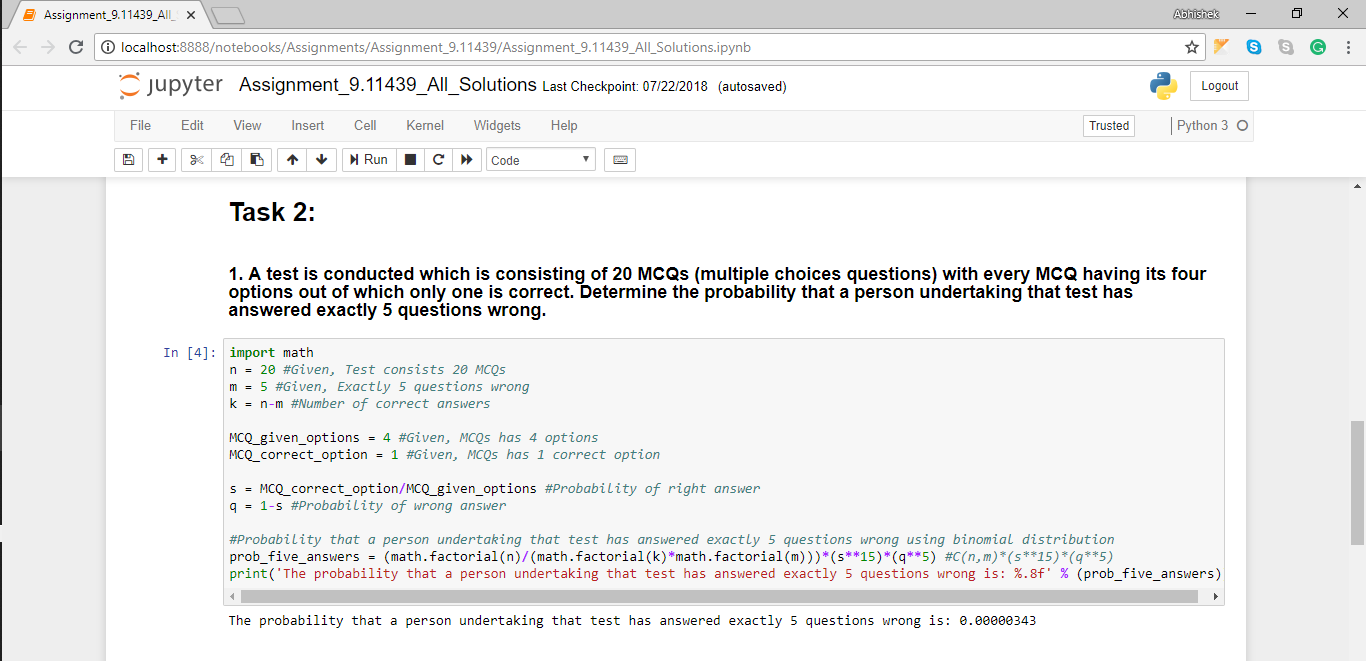 Assignment_9.11439_All_
Abhishek
localhost:8888/notebooks/Assignments/Assignment_9.11439/Assignment_9.11439_All_Solutions.ipynb
jupyter Assignment_9.11439_All_Solutions Last Checkpoint: 07/22/2018 (autosaved)
Logout
File Edit View Insert Cell Kernel Widgets Help Trusted Python 3
Run Code
Task 2:
1. A test is conducted which is consisting of 20 MCQs (multiple choices questions) with every MCQ having its four
options out of which only one is correct. Determine the probability that a person undertaking that test has
answered exactly 5 questions wrong.
In [4]: import math
n = 20 #Given, Test consists 20 MCQs
m = 5 #Given, Exactly 5 questions wrong
k = n-m #Number of correct answers
MCQ_given_options = 4 #Given, MCQs has 4 options
MCQ_correct_option = 1 #Given, MCQs has 1 correct option
s = MCQ_correct_option/MCQ_given_options #Probability of right answer
q = 1-s #Probability of wrong answer
#Probability that a person undertaking that test has answered exactly 5 questions wrong using binomial distribution
prob_five_answers = (math.factorial(n)/(math.factorial(k)*math.factorial(m)))*(s**15)*(q**5) #C(n,m)*(s**15)*(q**5)
print('The probability that a person undertaking that test has answered exactly 5 questions wrong is: %.8f' % (prob_five_answers)
The probability that a person undertaking that test has answered exactly 5 questions wrong is: 0.00000343